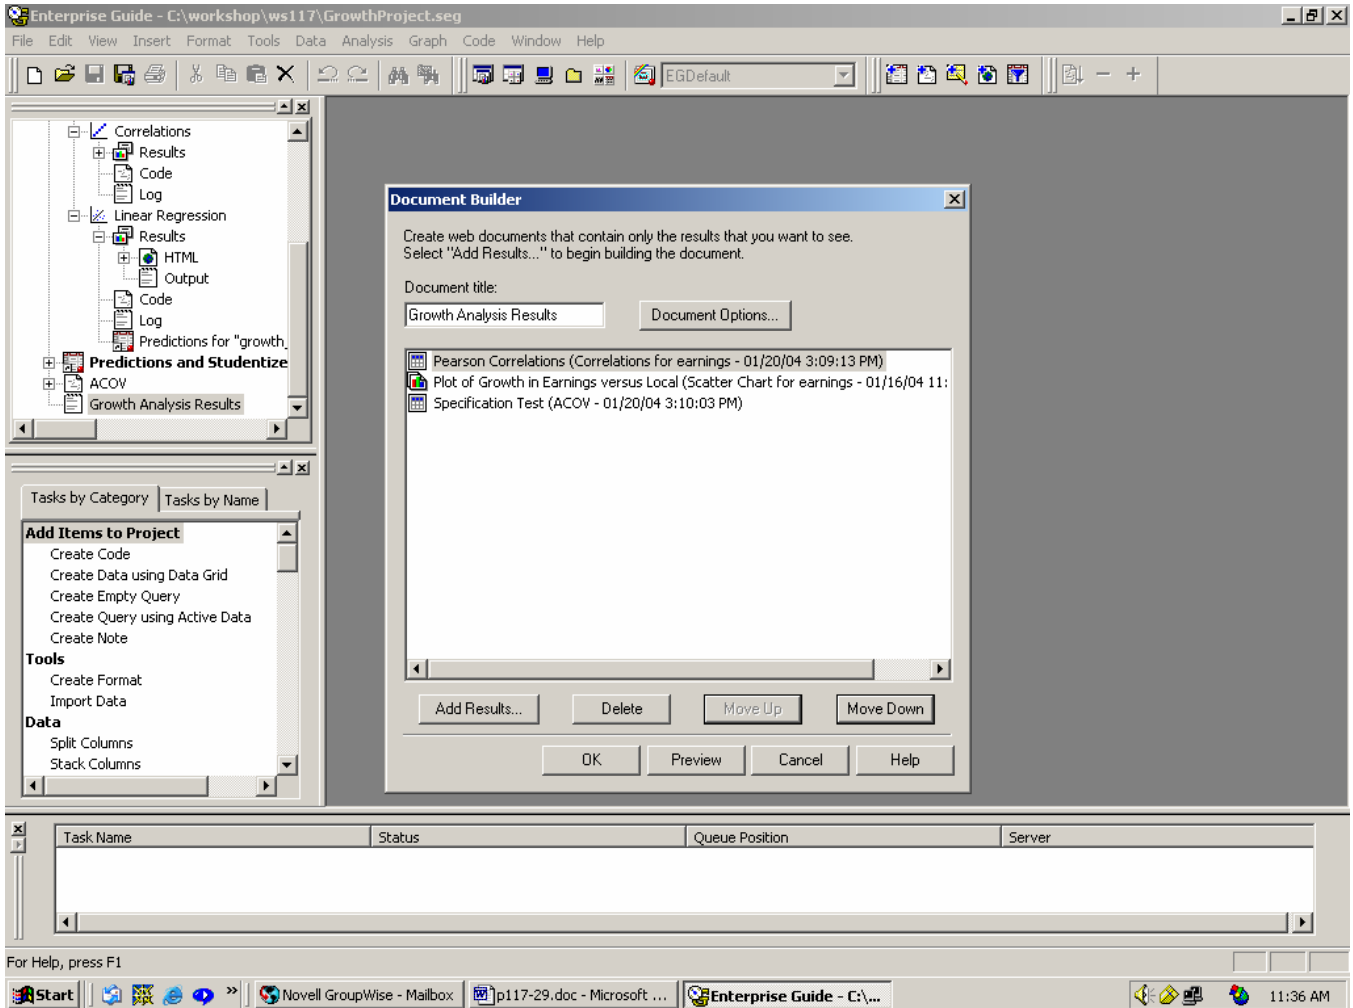 Enterprise Guide - C:\workshop\ws117\GrowthProject.seg
File Edit View Insert Format Tools Data Analysis Graph Code Window Help
EGDefault
Correlations
Results
Code
Log
Linear Regression
Results
HTML
Output
Code
Log
Predictions for "growth_
Predictions and Studentize
ACOV
Growth Analysis Results
Tasks by Category Tasks by Name
Add Items to Project
Create Code
Create Data using Data Grid
Create Empty Query
Create Query using Active Data
Create Note
Tools
Create Format
Import Data
Data
Split Columns
Stack Columns
Document Builder
Create web documents that contain only the results that you want to see.
Select "Add Results..." to begin building the document.
Document title:
Growth Analysis Results Document Options...
Pearson Correlations (Correlations for earnings - 01/20/04 3:09:13 PM)
Plot of Growth in Earnings versus Local (Scatter Chart for earnings - 01/16/04 11:
Specification Test (ACOV - 01/20/04 3:10:03 PM)
Add Results... Delete Move Up Move Down
OK Preview Cancel Help
Task Name Status Queue Position Server
For Help, press F1
Start Novell GroupWise - Mailbox p117-29.doc - Microsoft ... Enterprise Guide - C:\... 11:36 AM